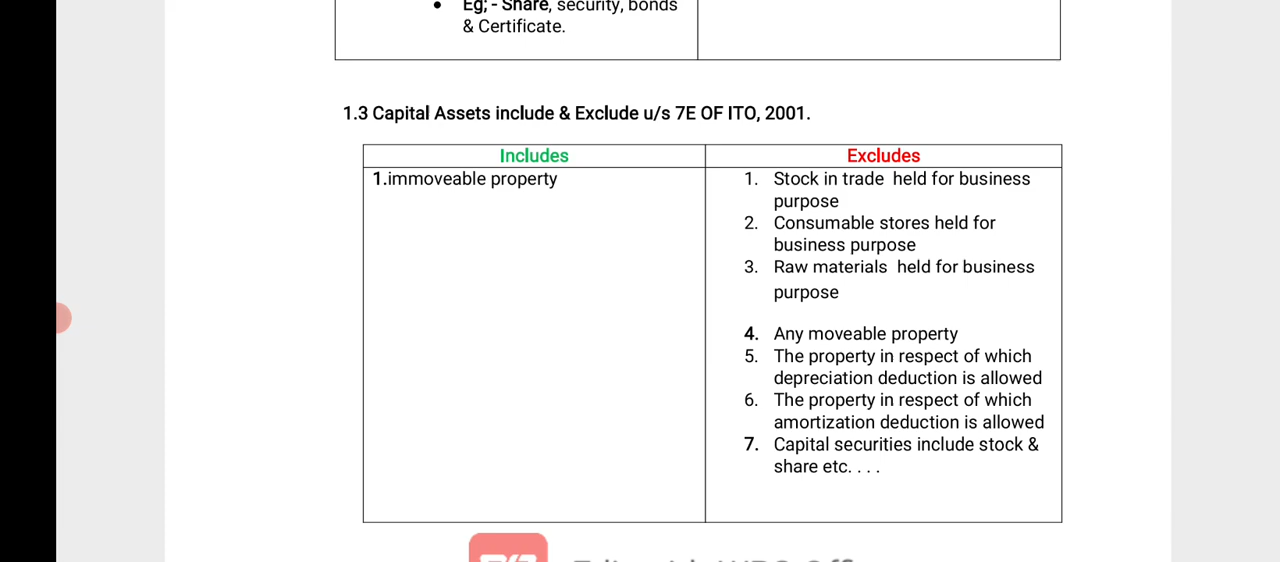 • Eg; - Share, security, bonds
& Certificate.
1.3 Capital Assets include & Exclude u/s 7E OF ITO, 2001.
Includes
Excludes
1.immoveable property
1. Stock in trade held for business
purpose
2. Consumable stores held for
business purpose
3. Raw materials held for business
purpose
4. Any moveable property
5. The property in respect of which
depreciation deduction is allowed
6. The property in respect of which
amortization deduction is allowed
7. Capital securities include stock &
share etc. . . .